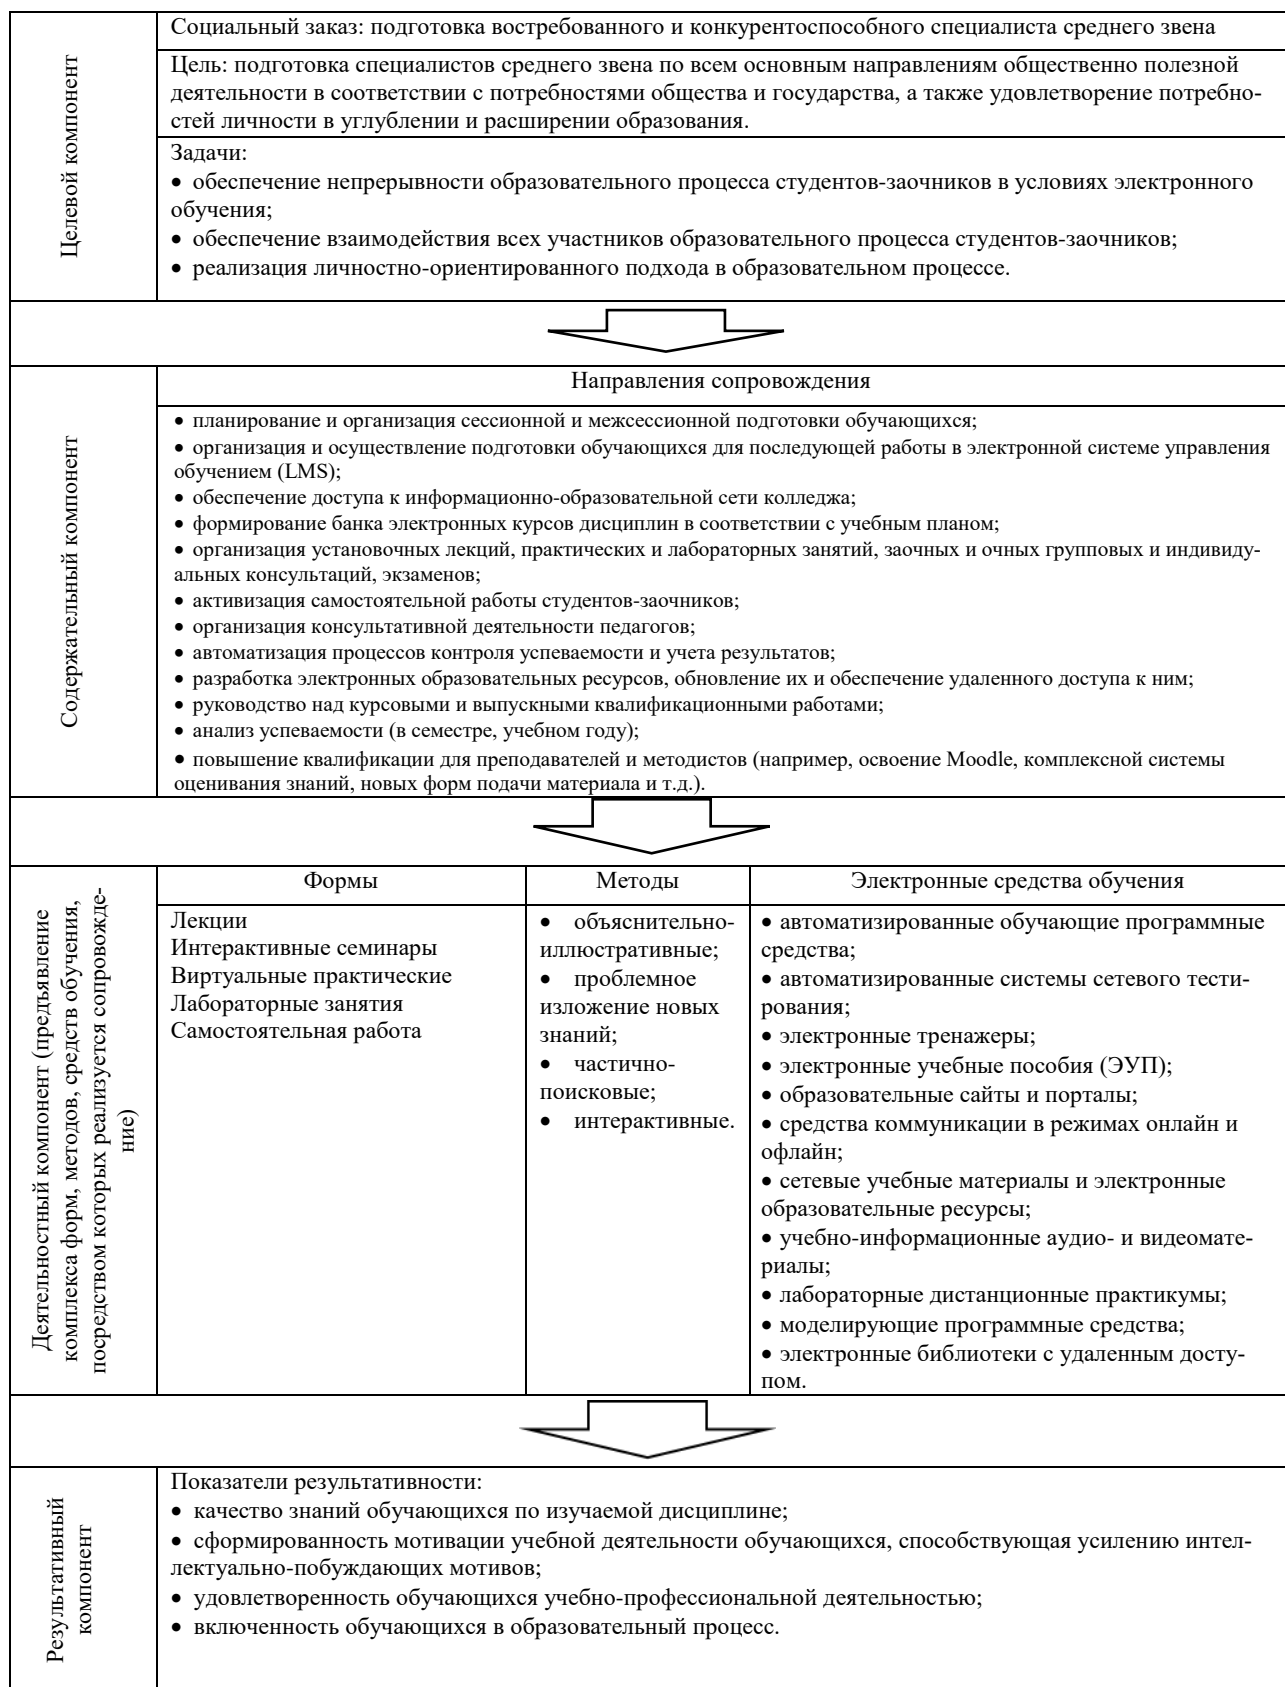 Целевой компонент
Социальный заказ: подготовка востребованного и конкурентоспособного специалиста среднего звена
Цель: подготовка специалистов среднего звена по всем основным направлениям общественно полезной
деятельности в соответствии с потребностями общества и государства, а также удовлетворение потребно-
стей личности в углублении и расширении образования.
Задачи:
• обеспечение непрерывности образовательного процесса студентов-заочников в условиях электронного
обучения;
• обеспечение взаимодействия всех участников образовательного процесса студентов-заочников;
• реализация личностно-ориентированного подхода в образовательном процессе.
Содержательный компонент
Направления сопровождения
• планирование и организация сессионной и межсессионной подготовки обучающихся;
• организация и осуществление подготовки обучающихся для последующей работы в электронной системе управления
обучением (LMS);
• обеспечение доступа к информационно-образовательной сети колледжа;
• формирование банка электронных курсов дисциплин в соответствии с учебным планом;
• организация установочных лекций, практических и лабораторных занятий, заочных и очных групповых и индивиду-
альных консультаций, экзаменов;
• активизация самостоятельной работы студентов-заочников;
• организация консультативной деятельности педагогов;
• автоматизация процессов контроля успеваемости и учета результатов;
• разработка электронных образовательных ресурсов, обновление их и обеспечение удаленного доступа к ним;
• руководство над курсовыми и выпускными квалификационными работами;
• анализ успеваемости (в семестре, учебном году);
• повышение квалификации для преподавателей и методистов (например, освоение Moodle, комплексной системы
оценивания знаний, новых форм подачи материала и т.д.).
Деятельностный компонент (предъявление
комплекса форм, методов, средств обучения,
посредством которых реализуется сопровожде-
ние)
Формы
Лекции
Интерактивные семинары
Виртуальные практические
Лабораторные занятия
Самостоятельная работа
Методы
• объяснительно-
иллюстративные;
• проблемное
изложение новых
знаний;
• частично-
поисковые;
• интерактивные.
Электронные средства обучения
• автоматизированные обучающие программные
средства;
• автоматизированные системы сетевого тести-
рования;
• электронные тренажеры;
• электронные учебные пособия (ЭУП);
• образовательные сайты и порталы;
• средства коммуникации в режимах онлайн и
офлайн;
• сетевые учебные материалы и электронные
образовательные ресурсы;
• учебно-информационные аудио- и видеомате-
риалы;
• лабораторные дистанционные практикумы;
• моделирующие программные средства;
• электронные библиотеки с удаленным досту-
пом.
Результативный
компонент
Показатели результативности:
• качество знаний обучающихся по изучаемой дисциплине;
• сформированность мотивации учебной деятельности обучающихся, способствующая усилению интел-
лектуально-побуждающих мотивов;
• удовлетворенность обучающихся учебно-профессиональной деятельностью;
• включенность обучающихся в образовательный процесс.